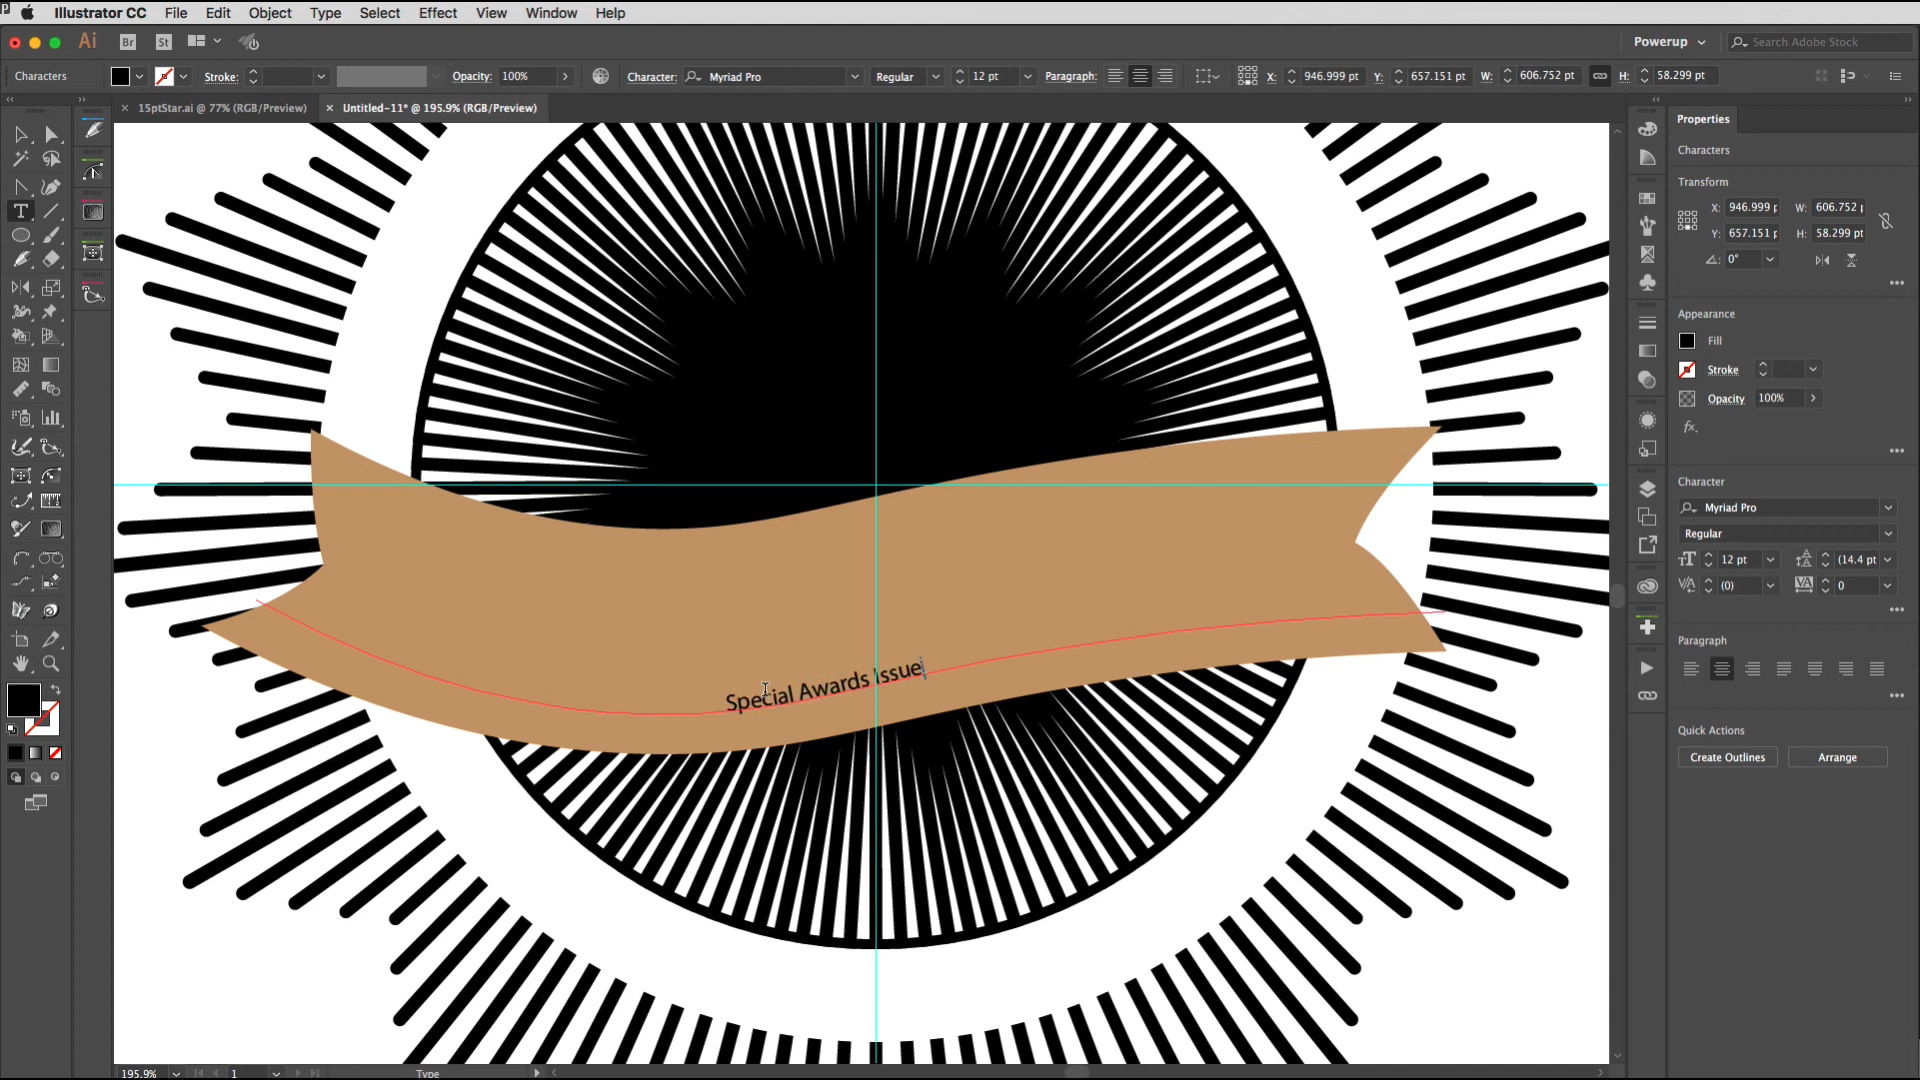 Illustrator CC File Edit Object Type Select Effect View Window Help
Ai Br St Powerup Search Adobe Stock
Characters Stroke: Opacity: 100% Character: Myriad Pro Regular 12 pt Paragraph: X: 946.999 pt Y: 657.151 pt W: 606.752 pt H: 58.299 pt
15ptStar.ai @ 77% (RGB/Preview) Untitled-11* @ 195.9% (RGB/Preview)
Properties
Characters
Transform
X: 946.999 p W: 606.752
Y: 657.151 p H: 58.299 pt
0°
Appearance
Fill
Stroke
Opacity 100%
fx.
Character
Myriad Pro
Regular
12 pt (14.4 pt
(0) 0
Paragraph
Quick Actions
Create Outlines Arrange
Special Awards Issue
195.9% 1 Type